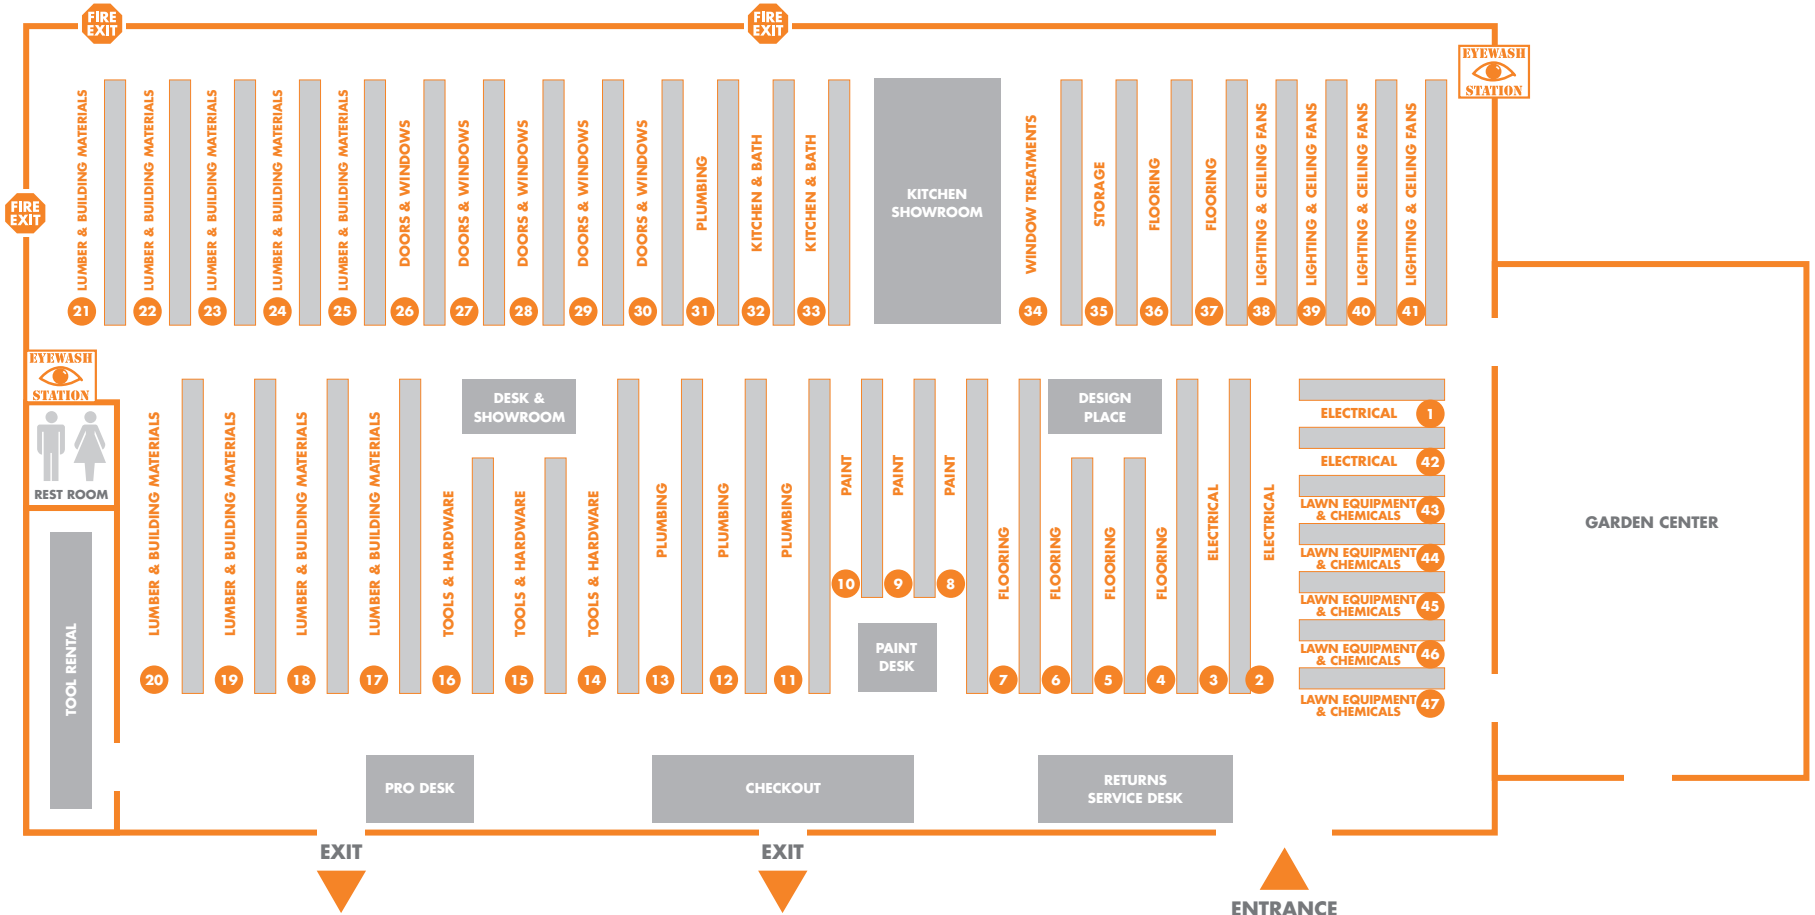 FIRE
EXIT
FIRE
EXIT
EYEWASH
STATION
FIRE
EXIT
LUMBER & BUILDING MATERIALS
21
LUMBER & BUILDING MATERIALS
22
LUMBER & BUILDING MATERIALS
23
LUMBER & BUILDING MATERIALS
24
LUMBER & BUILDING MATERIALS
25
DOORS & WINDOWS
26
DOORS & WINDOWS
27
DOORS & WINDOWS
28
DOORS & WINDOWS
29
DOORS & WINDOWS
30
PLUMBING
31
KITCHEN & BATH
32
KITCHEN & BATH
33
KITCHEN
SHOWROOM
WINDOW TREATMENTS
34
STORAGE
35
FLOORING
36
FLOORING
37
LIGHTING & CEILING FANS
38
LIGHTING & CEILING FANS
39
LIGHTING & CEILING FANS
40
LIGHTING & CEILING FANS
41
EYEWASH
STATION
REST ROOM
TOOL RENTAL
LUMBER & BUILDING MATERIALS
20
LUMBER & BUILDING MATERIALS
19
LUMBER & BUILDING MATERIALS
18
LUMBER & BUILDING MATERIALS
17
DESK &
SHOWROOM
TOOLS & HARDWARE
16
TOOLS & HARDWARE
15
TOOLS & HARDWARE
14
PLUMBING
13
PLUMBING
12
PLUMBING
11
PAINT
10
PAINT
9
PAINT
8
PAINT
DESK
FLOORING
7
FLOORING
6
DESIGN
PLACE
FLOORING
5
FLOORING
4
ELECTRICAL
3
ELECTRICAL
2
ELECTRICAL
1
ELECTRICAL
42
LAWN EQUIPMENT
& CHEMICALS
43
LAWN EQUIPMENT
& CHEMICALS
44
LAWN EQUIPMENT
& CHEMICALS
45
LAWN EQUIPMENT
& CHEMICALS
46
LAWN EQUIPMENT
& CHEMICALS
47
GARDEN CENTER
PRO DESK
CHECKOUT
RETURNS
SERVICE DESK
EXIT
EXIT
ENTRANCE